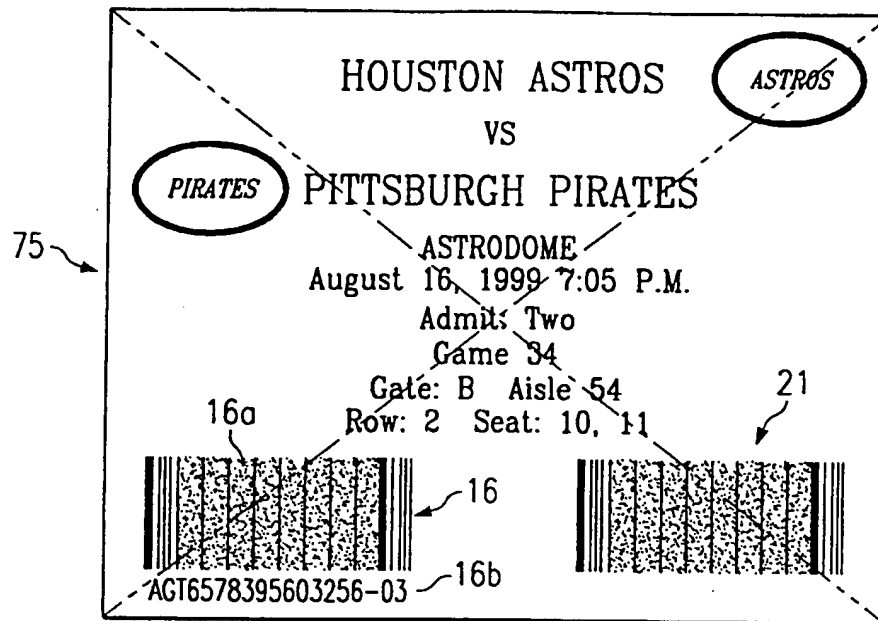 HOUSTON ASTROS
ASTROS
VS
PIRATES
PITTSBURGH PIRATES
75
ASTRODOME
August 16, 1999 7:05 P.M.
Admit: Two
Game 34
Gate: B Aisle 54
Row: 2 Seat: 10, 11
16a
21
16
AGT6578395603256-03
16b